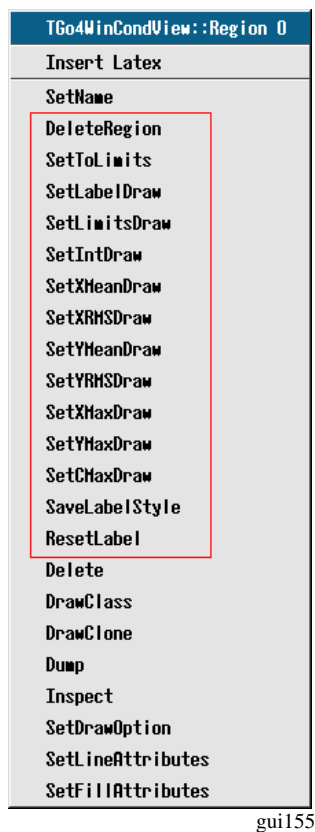 TGo4WinCondView::Region 0
Insert Latex
SetName
DeleteRegion
SetToLimits
SetLabelDraw
SetLimitsDraw
SetIntDraw
SetXMeanDraw
SetXRMSDraw
SetYMeanDraw
SetYRMSDraw
SetXMaxDraw
SetYMaxDraw
SetCMaxDraw
SaveLabelStyle
ResetLabel
Delete
DrawClass
DrawClone
Dump
Inspect
SetDrawOption
SetLineAttributes
SetFillAttributes
gui155